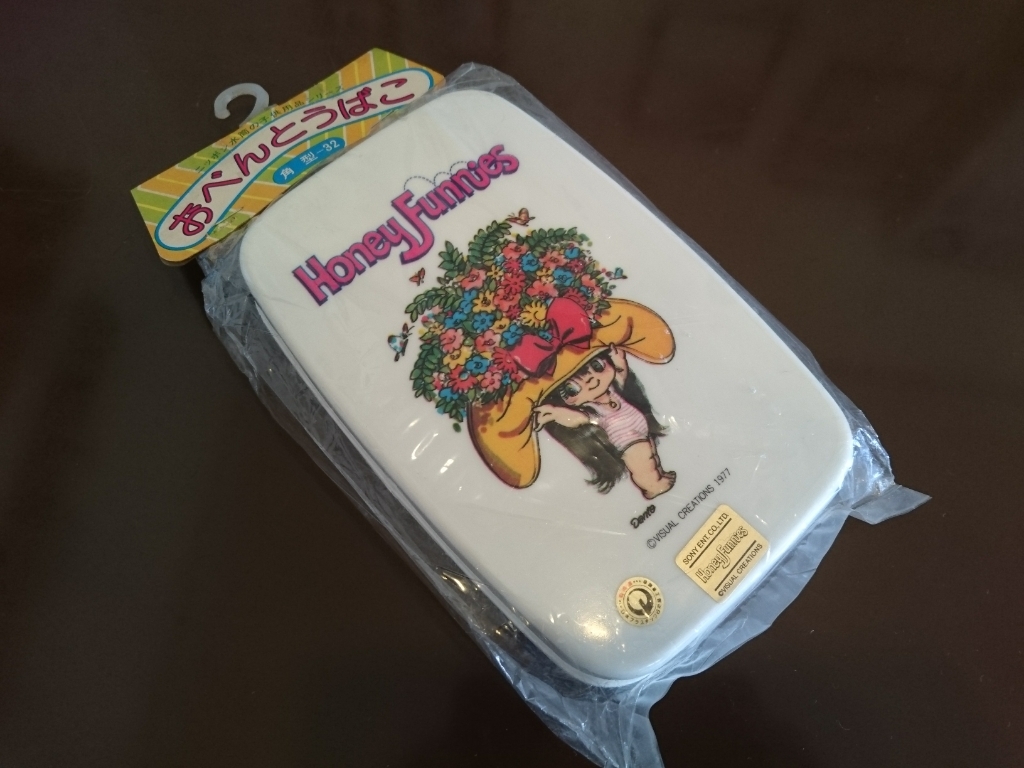 おべんとうばこ
角型-32
Honey Funnies
Dento
©VISUAL CREATIONS 1977
SONY ENT.CO.,LTD.
Honey Funnies
©VISUAL CREATIONS